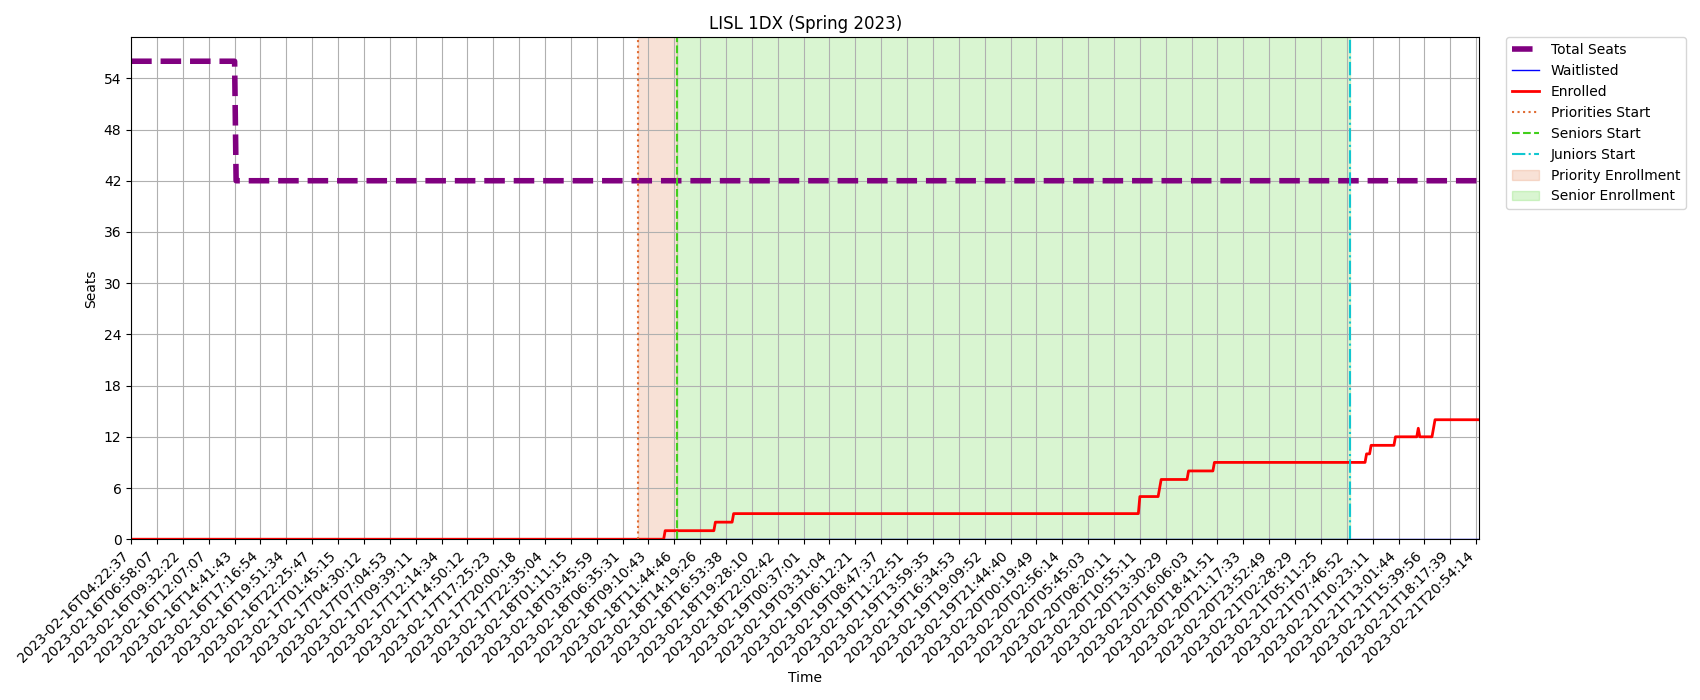 LISL 1DX (Spring 2023)
Total Seats
Waitlisted
Enrolled
Priorities Start
Seniors Start
Juniors Start
Priority Enrollment
Senior Enrollment
Seats
54
48
42
36
30
24
18
12
6
0
2023-02-16T04:22:37
2023-02-16T06:58:07
2023-02-16T09:32:22
2023-02-16T12:07:07
2023-02-16T14:41:43
2023-02-16T17:16:54
2023-02-16T19:51:34
2023-02-16T22:25:47
2023-02-17T01:45:15
2023-02-17T04:30:12
2023-02-17T07:04:53
2023-02-17T09:39:11
2023-02-17T12:14:34
2023-02-17T14:50:12
2023-02-17T17:25:23
2023-02-17T20:00:18
2023-02-17T22:35:04
2023-02-18T01:11:15
2023-02-18T03:45:59
2023-02-18T06:35:31
2023-02-18T09:10:43
2023-02-18T11:44:46
2023-02-18T14:19:26
2023-02-18T16:53:38
2023-02-18T19:28:10
2023-02-18T22:02:42
2023-02-19T00:37:01
2023-02-19T03:31:04
2023-02-19T06:12:21
2023-02-19T08:47:37
2023-02-19T11:22:51
2023-02-19T13:59:35
2023-02-19T16:34:53
2023-02-19T19:09:52
2023-02-19T21:44:40
2023-02-20T00:19:49
2023-02-20T02:56:14
2023-02-20T05:45:03
2023-02-20T08:20:11
2023-02-20T10:55:11
2023-02-20T13:30:29
2023-02-20T16:06:03
2023-02-20T18:41:51
2023-02-20T21:17:33
2023-02-20T23:52:49
2023-02-21T02:28:29
2023-02-21T05:11:25
2023-02-21T07:46:52
2023-02-21T10:23:11
2023-02-21T13:01:44
2023-02-21T15:39:56
2023-02-21T18:17:39
2023-02-21T20:54:14
Time